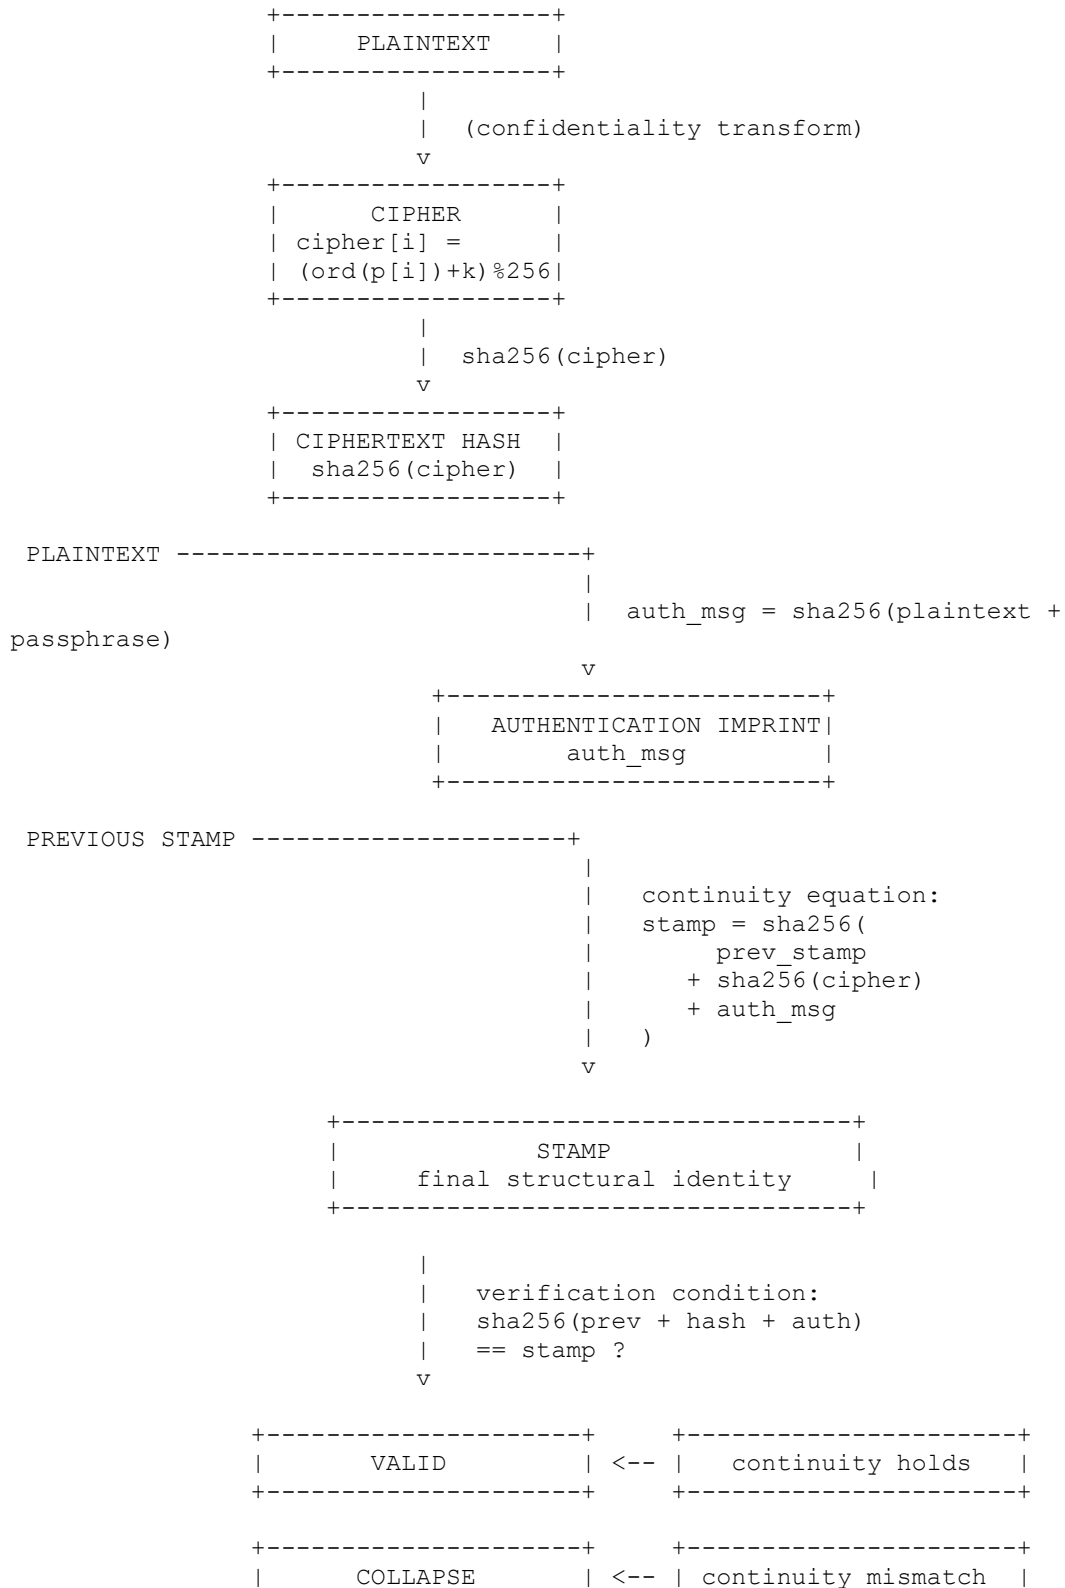 +------------------+
|     PLAINTEXT    |
+------------------+
|
|  (confidentiality transform)
v
+------------------+
|      CIPHER      |
| cipher[i] =      |
| (ord(p[i])+k)%256|
+------------------+
|
|  sha256(cipher)
v
+------------------+
| CIPHERTEXT HASH  |
|  sha256(cipher)  |
+------------------+
PLAINTEXT ---------------------------+
|
|  auth_msg = sha256(plaintext +
passphrase)
v
+-------------------------+
|   AUTHENTICATION IMPRINT|
|        auth_msg         |
+-------------------------+
PREVIOUS STAMP ---------------------+
|
|   continuity equation:
|   stamp = sha256(
|        prev_stamp
|      + sha256(cipher)
|      + auth_msg
|   )
v
+----------------------------------+
|             STAMP                |
|     final structural identity     |
+----------------------------------+
|
|   verification condition:
|   sha256(prev + hash + auth)
|   == stamp ?
v
+---------------------+     +----------------------+
|       VALID         | <-- |   continuity holds   |
+---------------------+     +----------------------+
+---------------------+     +----------------------+
|      COLLAPSE       | <-- | continuity mismatch  |